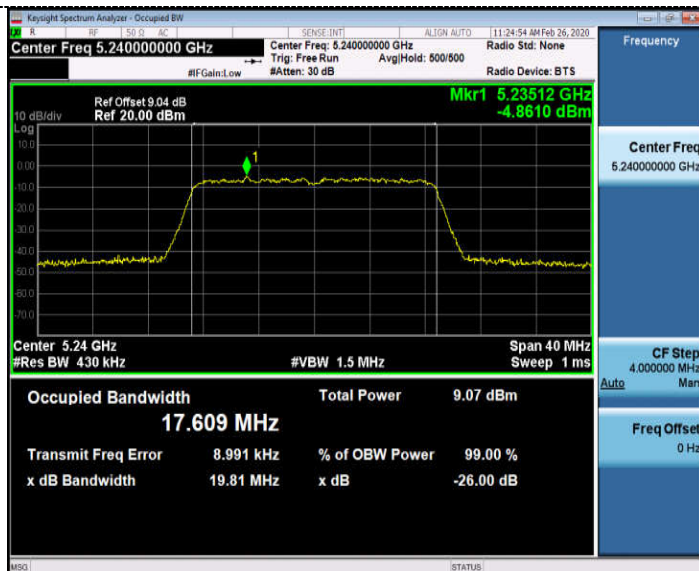 Keysight Spectrum Analyzer - Occupied BW
LXI R RF 50 Ω AC SENSE:INT ALIGN AUTO 11:24:54 AM Feb 26, 2020
Center Freq 5.240000000 GHz
Center Freq: 5.240000000 GHz
Radio Std: None
Trig: Free Run Avg|Hold: 500/500
#IFGain:Low
#Atten: 30 dB
Radio Device: BTS
Frequency
Ref Offset 9.04 dB
10 dB/div Ref 20.00 dBm
Mkr1 5.23512 GHz
-4.8610 dBm
Log
10.0
0.00
-10.0
-20.0
-30.0
-40.0
-50.0
-60.0
-70.0
1
Center 5.24 GHz
Span 40 MHz
#Res BW 430 kHz
#VBW 1.5 MHz
Sweep 1 ms
Center Freq
5.240000000 GHz
CF Step
4.000000 MHz
Auto Man
Freq Offset
0 Hz
Occupied Bandwidth
17.609 MHz
Total Power 9.07 dBm
Transmit Freq Error 8.991 kHz
% of OBW Power 99.00 %
x dB Bandwidth 19.81 MHz
x dB -26.00 dB
MSG
STATUS